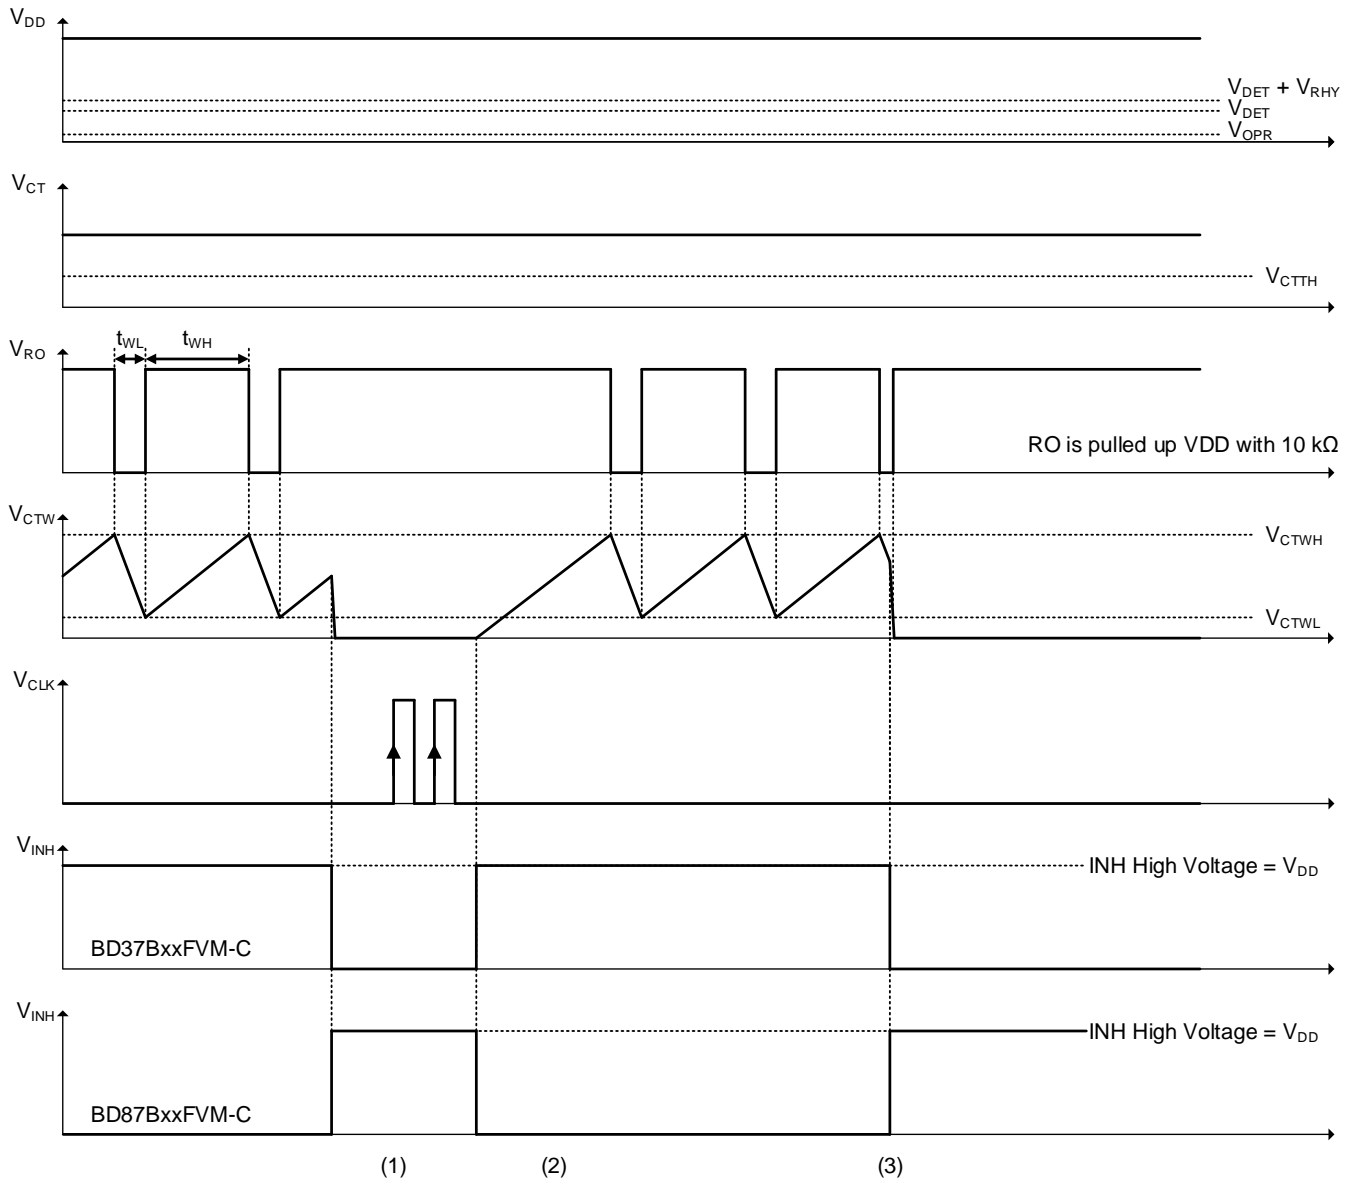 VDD
VDET + VRHY
VDET
VOPR
VCT
VCTTH
tWL
tWH
VRO
RO is pulled up VDD with 10 kΩ
VCTW
VCTWH
VCTWL
VCLK
VINH
INH High Voltage = VDD
BD37BxxFVM-C
VINH
INH High Voltage = VDD
BD87BxxFVM-C
(1) (2) (3)